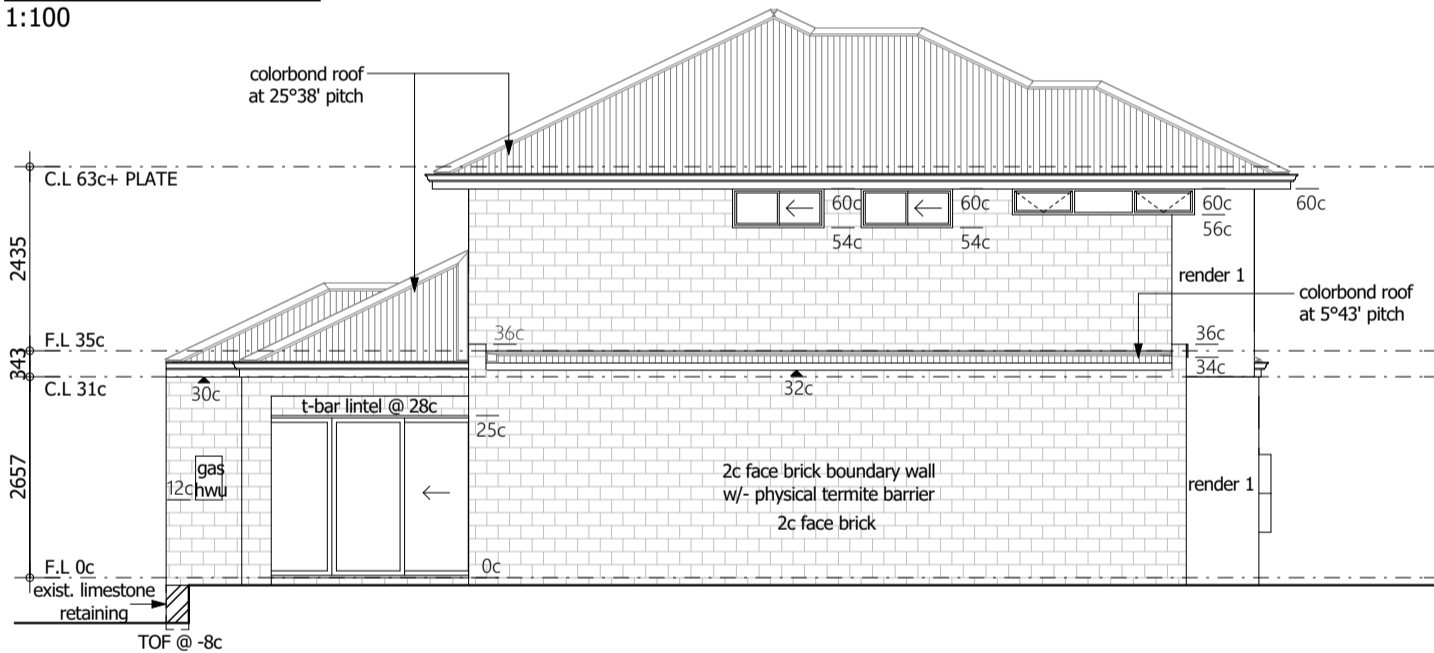 1:100
colorbond roof
at 25°38' pitch
C.L 63c+ PLATE
60c
54c
60c
54c
60c
56c
60c
2435
render 1
colorbond roof
at 5°43' pitch
F.L 35c
36c
36c
343
34c
C.L 31c
30c
32c
t-bar lintel @ 28c
25c
2657
gas
hwu
12c
2c face brick boundary wall
w/- physical termite barrier
2c face brick
render 1
F.L 0c
0c
exist. limestone
retaining
TOF @ -8c